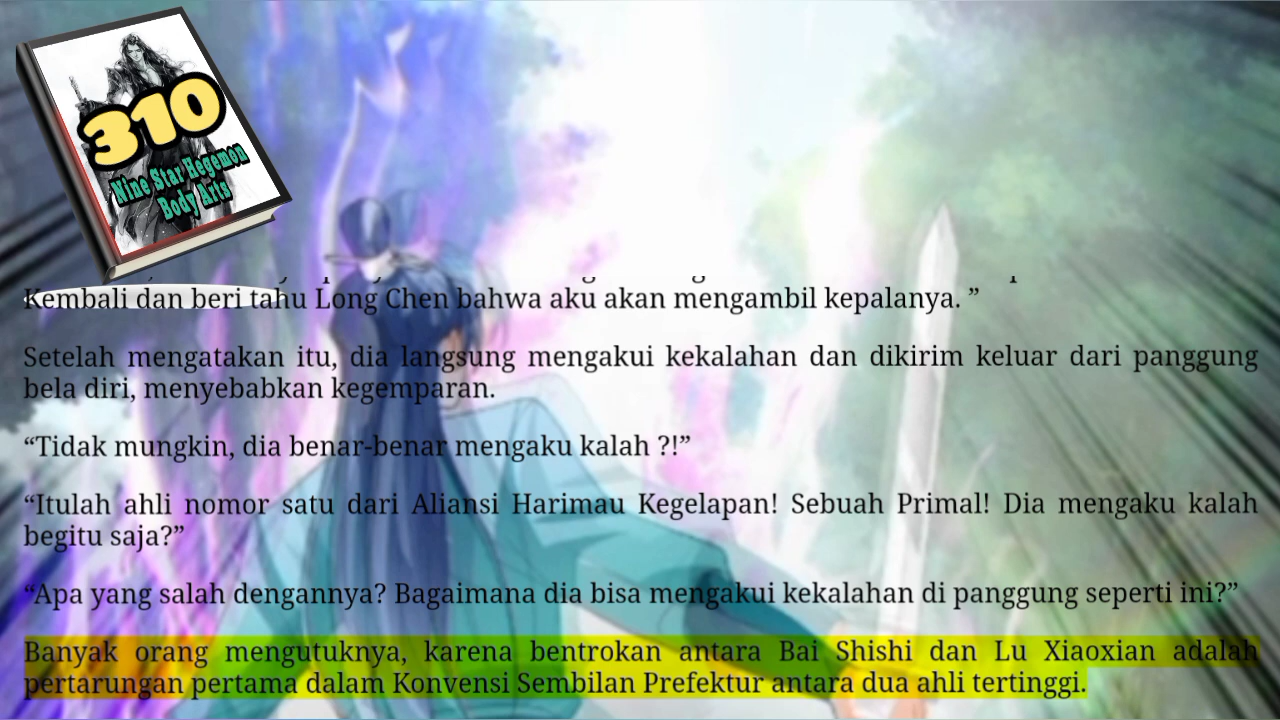 310
Nine Star Hegemon
Body Arts
Kembali dan beri tahu Long Chen bahwa aku akan mengambil kepalanya. ”
Setelah mengatakan itu, dia langsung mengakui kekalahan dan dikirim keluar dari panggung
bela diri, menyebabkan kegemparan.
“Tidak mungkin, dia benar-benar mengaku kalah ?!”
“Itulah ahli nomor satu dari Aliansi Harimau Kegelapan! Sebuah Primal! Dia mengaku kalah
begitu saja?”
“Apa yang salah dengannya? Bagaimana dia bisa mengakui kekalahan di panggung seperti ini?”
Banyak orang mengutuknya, karena bentrokan antara Bai Shishi dan Lu Xiaoxian adalah
pertarungan pertama dalam Konvensi Sembilan Prefektur antara dua ahli tertinggi.